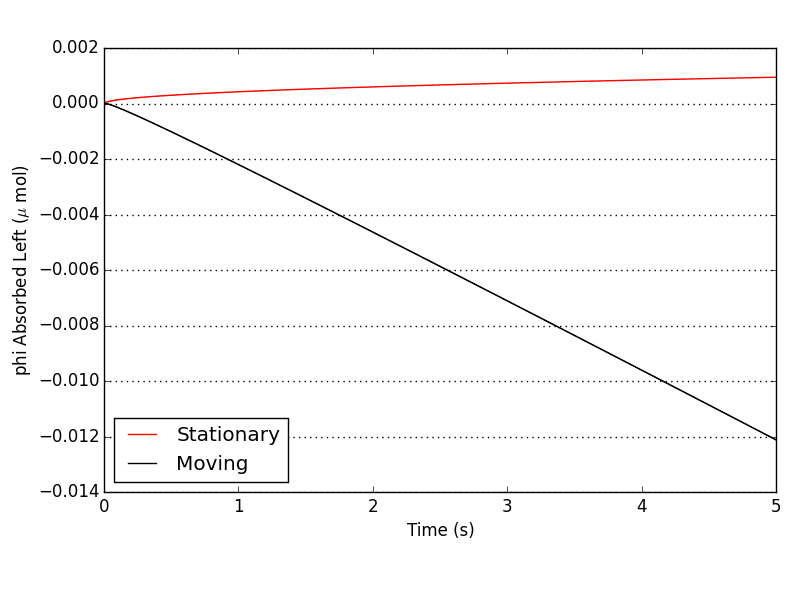 0.002
0.000
−0.002
−0.004
−0.006
−0.008
−0.010
−0.012
−0.014
phi Absorbed Left (μ mol)
Stationary
Moving
0 1 2 3 4 5
Time (s)